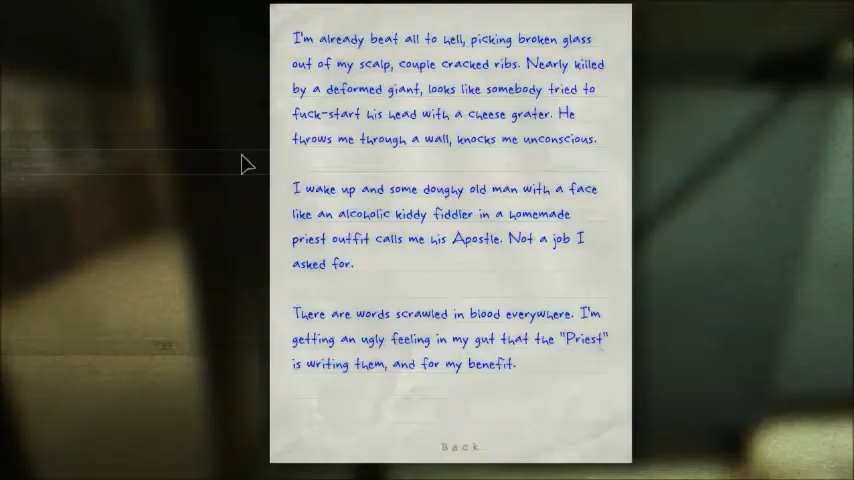 I'm already beat all to hell, picking broken glass
out of my scalp, couple cracked ribs. Nearly killed
by a deformed giant, looks like somebody tried to
fuck-start his head with a cheese grater. He
throws me through a wall, knocks me unconscious.
I wake up and some doughy old man with a face
like an alcoholic kiddy fiddler in a homemade
priest outfit calls me his Apostle. Not a job I
asked for.
There are words scrawled in blood everywhere. I'm
getting an ugly feeling in my gut that the "Priest"
is writing them, and for my benefit.
Back